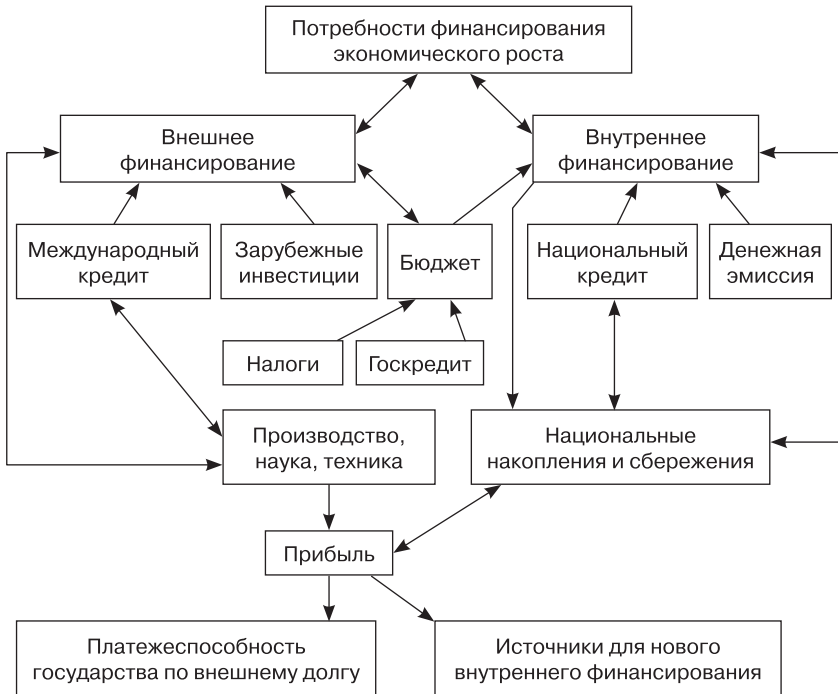 Потребности финансирования
экономического роста
Внешнее
финансирование
Внутреннее
финансирование
Международный
кредит
Зарубежные
инвестиции
Бюджет
Национальный
кредит
Денежная
эмиссия
Налоги
Госкредит
Производство,
наука, техника
Национальные
накопления и сбережения
Прибыль
Платежеспособность
государства по внешнему долгу
Источники для нового
внутреннего финансирования